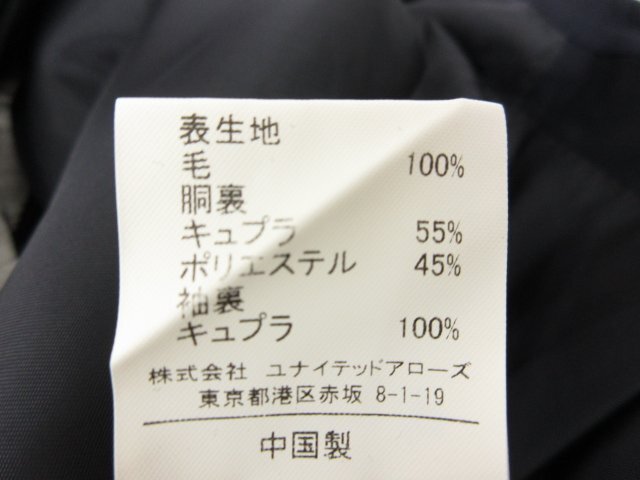 表生地
毛 100%
胴裏
キュプラ 55%
ポリエステル 45%
袖裏
キュプラ 100%
株式会社 ユナイテッドアローズ
東京都港区赤坂 8-1-19
中国製